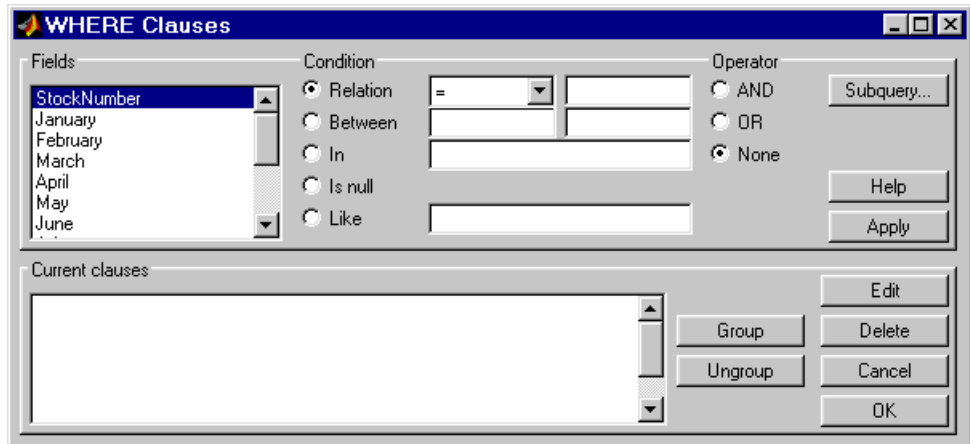 WHERE Clauses
Fields
StockNumber
January
February
March
April
May
June
Condition
Relation
=
Between
In
Is null
Like
Operator
AND
OR
None
Subquery...
Help
Apply
Current clauses
Group
Ungroup
Edit
Delete
Cancel
OK